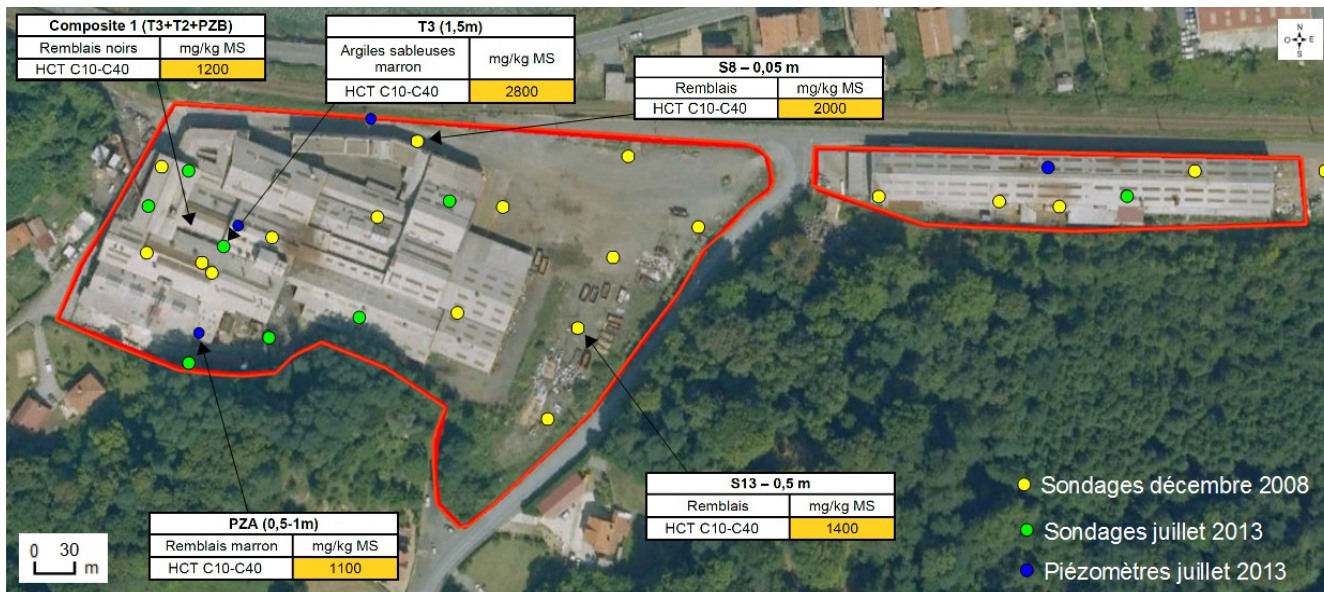 Composite 1 (T3+T2+PZB)
Remblais noirs mg/kg MS
HCT C10-C40 1200
T3 (1,5m)
Argiles sableuses
marron
mg/kg MS
HCT C10-C40 2800
S8 – 0,05 m
Remblais mg/kg MS
HCT C10-C40 2000
N
O E
S
S13 – 0,5 m
Remblais mg/kg MS
HCT C10-C40 1400
PZA (0,5-1m)
Remblais marron mg/kg MS
HCT C10-C40 1100
0 30
m
Sondages décembre 2008
Sondages juillet 2013
Piézomètres juillet 2013